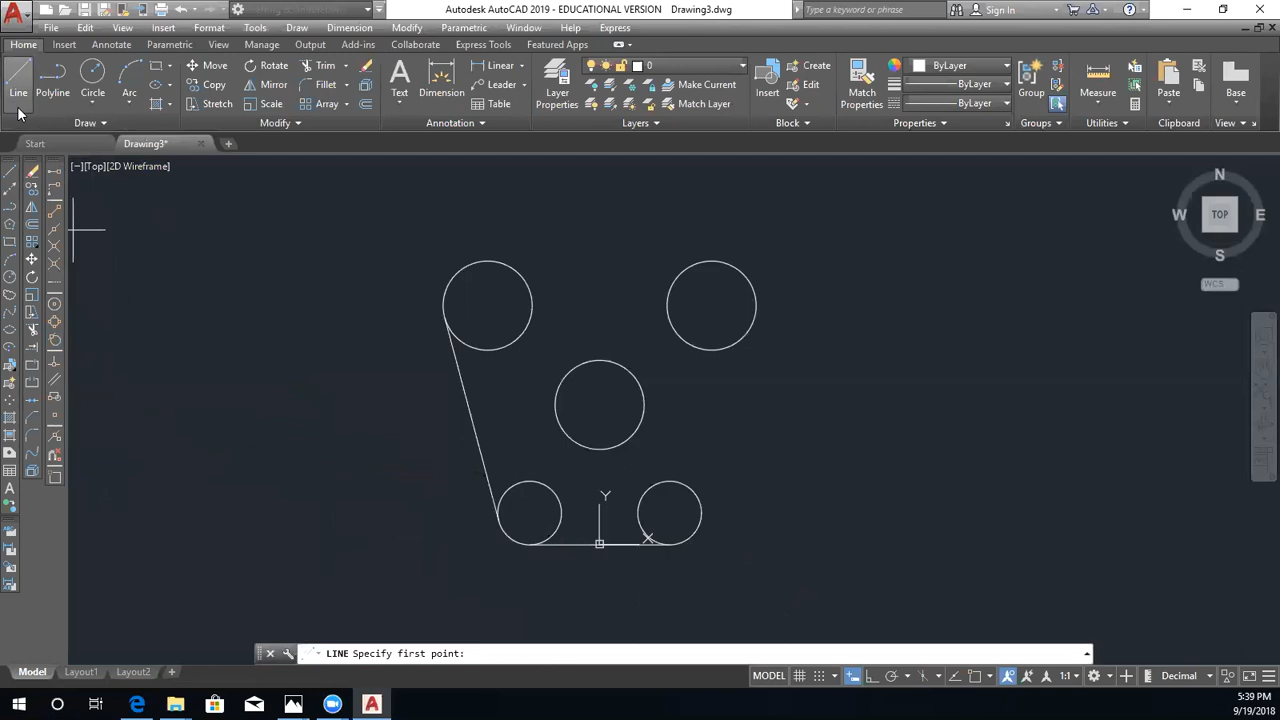 Autodesk AutoCAD 2019 - EDUCATIONAL VERSION Drawing3.dwg
Type a keyword or phrase
Sign In
File Edit View Insert Format Tools Draw Dimension Modify Parametric Window Help Express
Home Insert Annotate Parametric View Manage Output Add-ins Collaborate Express Tools Featured Apps
Line Polyline Circle Arc
Move Rotate Trim
Copy Mirror Fillet
Stretch Scale Array
Text Dimension
Linear
Leader
Table
Layer Properties
0
Make Current
Match Layer
Insert
Create
Edit
Match Properties
ByLayer
ByLayer
ByLayer
Group
Measure
Paste
Base
Draw Modify Annotation Layers Block Properties Groups Utilities Clipboard View
Start Drawing3*
[−][Top][2D Wireframe]
N
W TOP E
S
WCS
Y
X
LINE Specify first point:
Model Layout1 Layout2
MODEL 1:1 Decimal
5:39 PM
9/19/2018